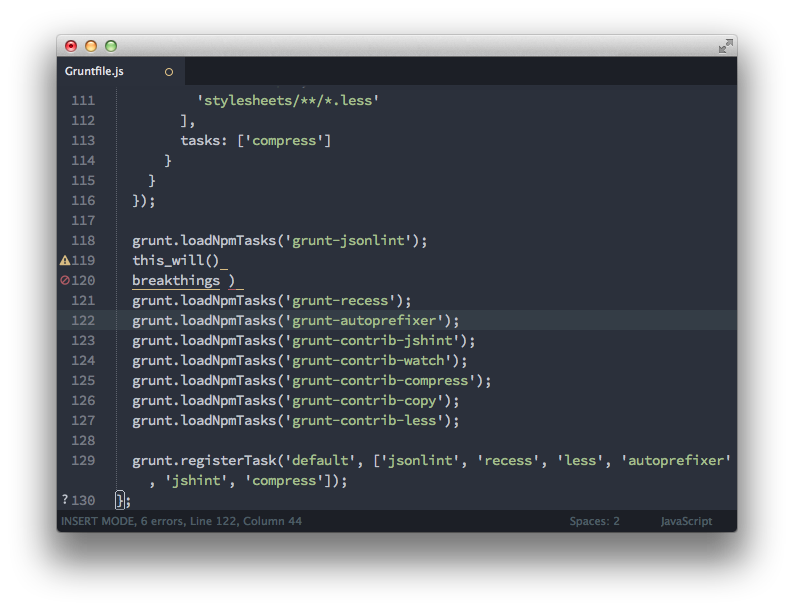 Gruntfile.js
111 'stylesheets/**/*.less'
112 ],
113 tasks: ['compress']
114 }
115 }
116 });
117
118 grunt.loadNpmTasks('grunt-jsonlint');
119 this_will()_
120 breakthings )_
121 grunt.loadNpmTasks('grunt-recess');
122 grunt.loadNpmTasks('grunt-autoprefixer');
123 grunt.loadNpmTasks('grunt-contrib-jshint');
124 grunt.loadNpmTasks('grunt-contrib-watch');
125 grunt.loadNpmTasks('grunt-contrib-compress');
126 grunt.loadNpmTasks('grunt-contrib-copy');
127 grunt.loadNpmTasks('grunt-contrib-less');
128
129 grunt.registerTask('default', ['jsonlint', 'recess', 'less', 'autoprefixer'
, 'jshint', 'compress']);
? 130 };
INSERT MODE, 6 errors, Line 122, Column 44 Spaces: 2 JavaScript